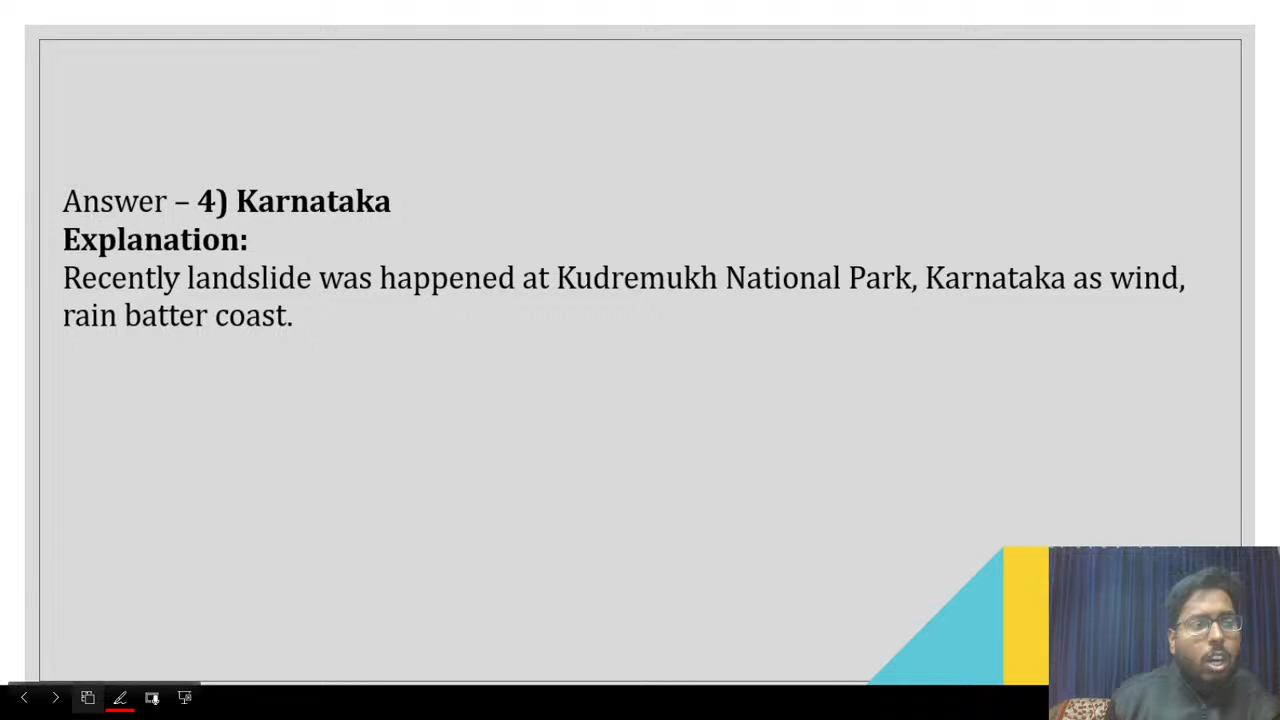 Answer – 4) Karnataka
Explanation:
Recently landslide was happened at Kudremukh National Park, Karnataka as wind,
rain batter coast.